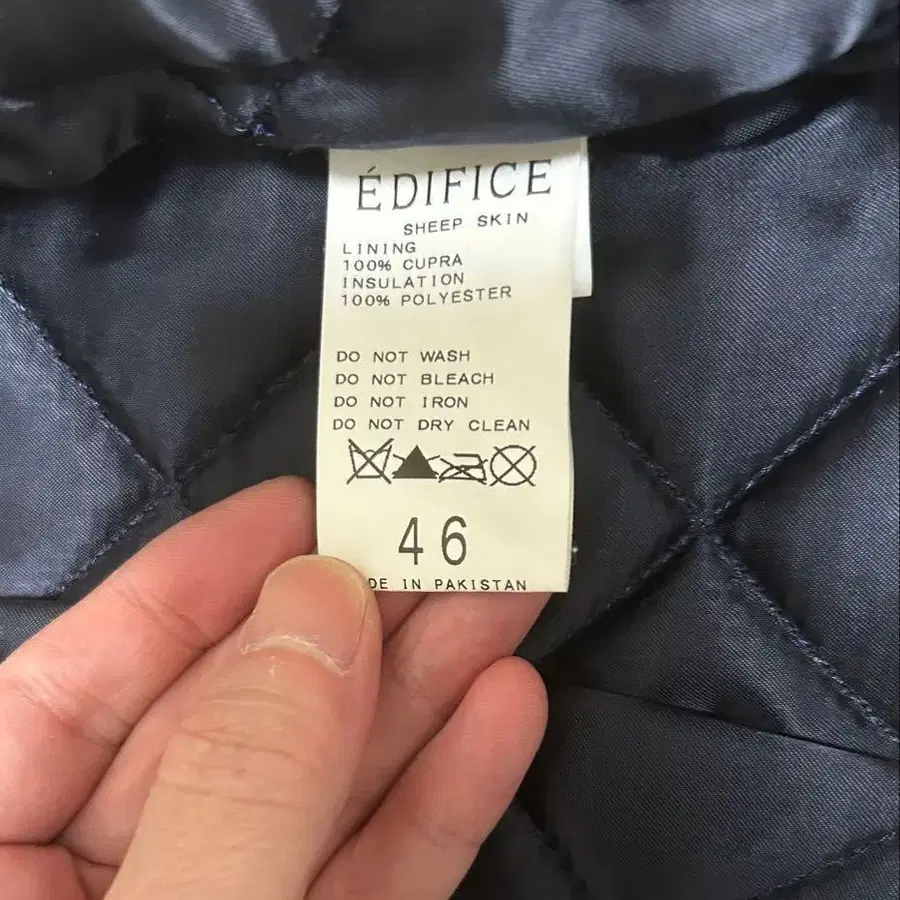 ÉDIFICE
SHEEP SKIN
LINING
100% CUPRA
INSULATION
100% POLYESTER
DO NOT WASH
DO NOT BLEACH
DO NOT IRON
DO NOT DRY CLEAN
46
DE IN PAKISTAN